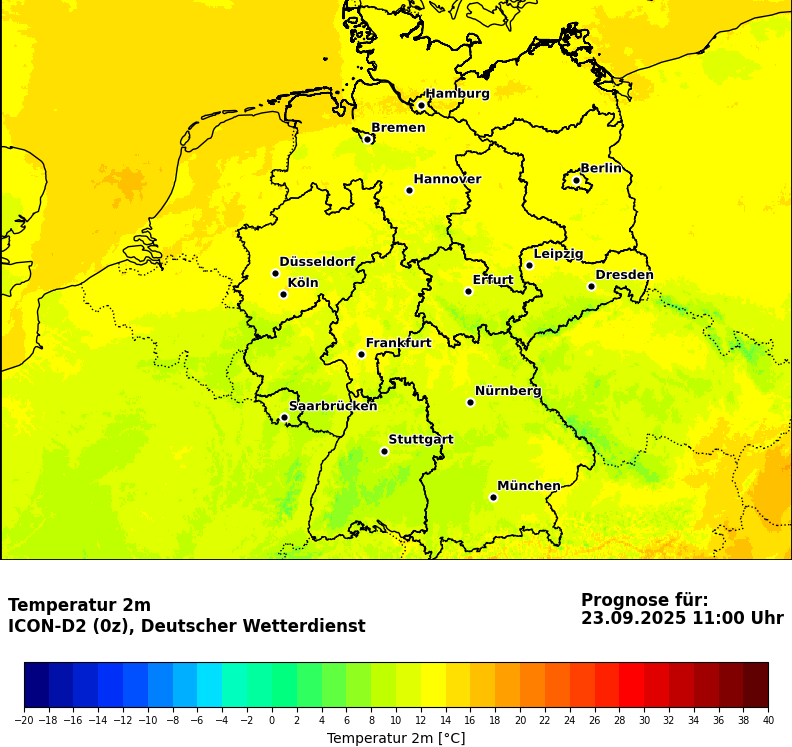 Hamburg
Bremen
Berlin
Hannover
Leipzig
Düsseldorf
Dresden
Köln
Erfurt
Frankfurt
Nürnberg
Saarbrücken
Stuttgart
München
Temperatur 2m
ICON-D2 (0z), Deutscher Wetterdienst
Prognose für:
23.09.2025 11:00 Uhr
−20 −18 −16 −14 −12 −10 −8 −6 −4 −2 0 2 4 6 8 10 12 14 16 18 20 22 24 26 28 30 32 34 36 38 40
Temperatur 2m [°C]